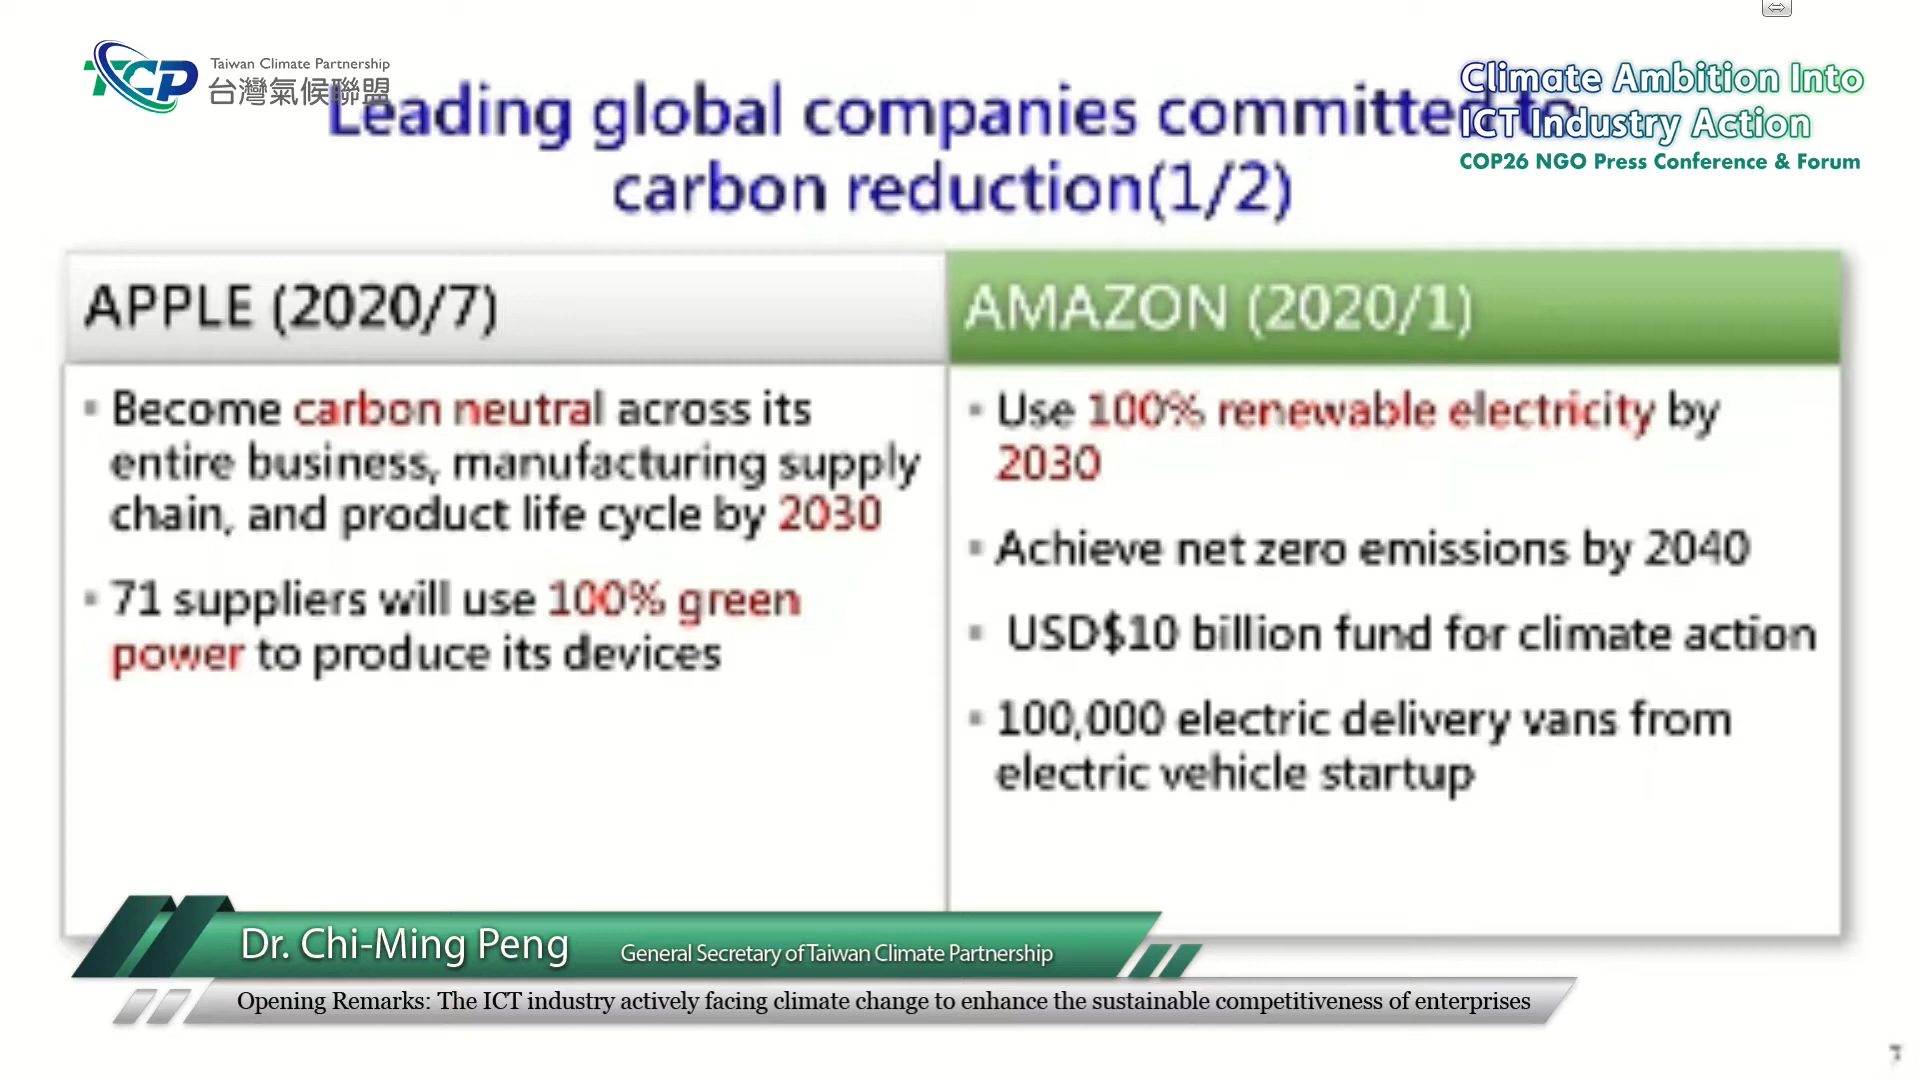 TCP
Taiwan Climate Partnership
台灣氣候聯盟
Climate Ambition Into
ICT Industry Action
COP26 NGO Press Conference & Forum
Leading global companies committed to
carbon reduction(1/2)
APPLE (2020/7)
▪ Become carbon neutral across its
entire business, manufacturing supply
chain, and product life cycle by 2030
▪ 71 suppliers will use 100% green
power to produce its devices
AMAZON (2020/1)
▪ Use 100% renewable electricity by
2030
▪ Achieve net zero emissions by 2040
▪ USD$10 billion fund for climate action
▪ 100,000 electric delivery vans from
electric vehicle startup
Dr. Chi-Ming Peng
General Secretary of Taiwan Climate Partnership
Opening Remarks: The ICT industry actively facing climate change to enhance the sustainable competitiveness of enterprises